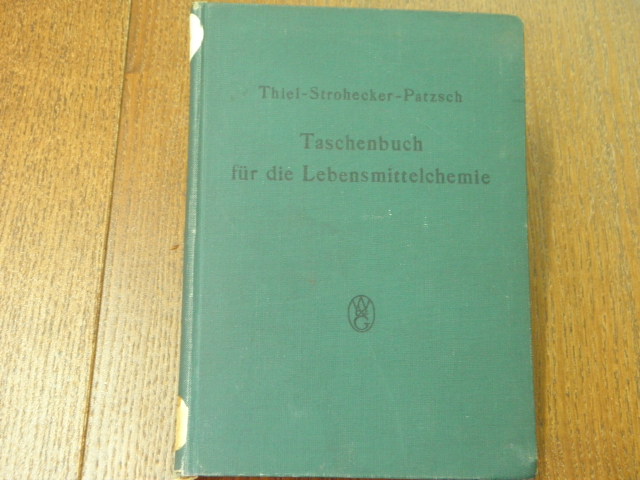 Thiel-Strohecker-Patzsch
Taschenbuch
für die Lebensmittelchemie
W&G